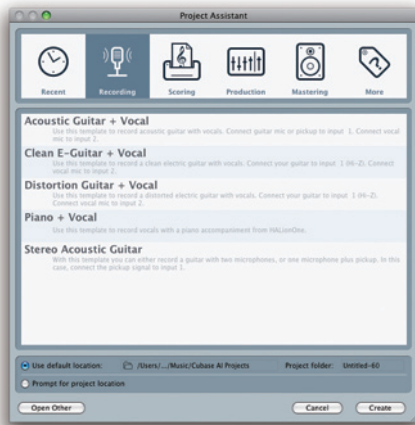 Project Assistant
Recent Recording Scoring Production Mastering More
Acoustic Guitar + Vocal
Use this template to record acoustic guitar with vocals. Connect guitar mic or pickup to input 1. Connect vocal
mic to input 2.
Clean E-Guitar + Vocal
Use this template to record a clean electric guitar with vocals. Connect your guitar to input 1 (Hi-Z). Connect
vocal mic to input 2.
Distortion Guitar + Vocal
Use this template to record a distorted electric guitar with vocals. Connect your guitar to input 1 (Hi-Z).
Connect vocal mic to input 2.
Piano + Vocal
Use this template to record vocals with a piano accompaniment from HALionOne.
Stereo Acoustic Guitar
With this template you can either record a guitar with two microphones, or one microphone plus pickup. In this
case, connect the pickup signal to input 1.
Use default location: /Users/.../Music/Cubase AI Projects Project folder: Untitled-60
Prompt for project location
Open Other Cancel Create